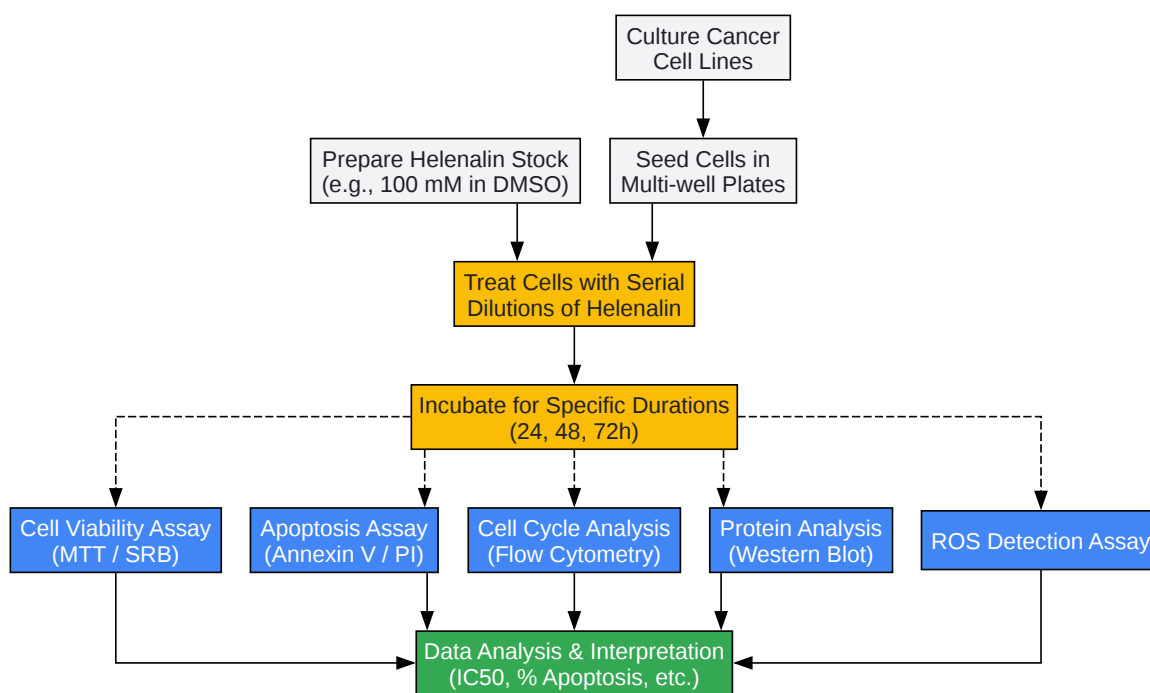 Culture Cancer
Cell Lines
Prepare Helenalin Stock
(e.g., 100 mM in DMSO)
Seed Cells in
Multi-well Plates
Treat Cells with Serial
Dilutions of Helenalin
Incubate for Specific Durations
(24, 48, 72h)
Cell Viability Assay
(MTT / SRB)
Apoptosis Assay
(Annexin V / PI)
Cell Cycle Analysis
(Flow Cytometry)
Protein Analysis
(Western Blot)
ROS Detection Assay
Data Analysis & Interpretation
(IC50, % Apoptosis, etc.)